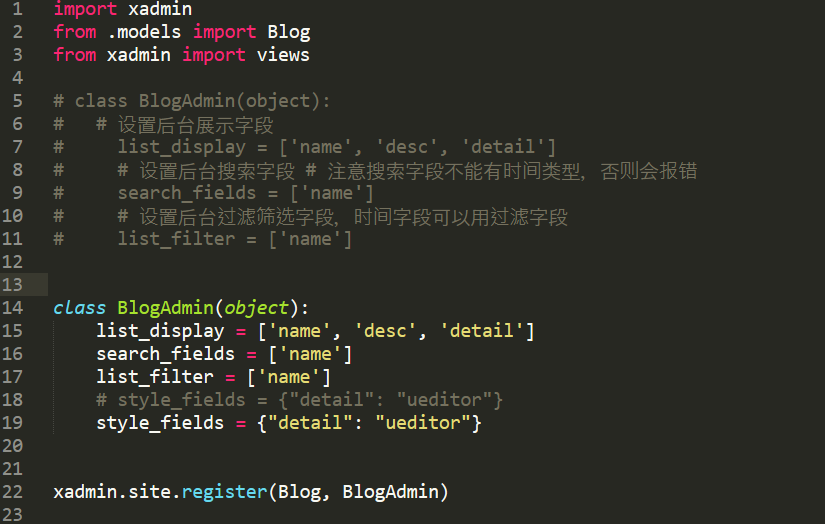 1 import xadmin
2 from .models import Blog
3 from xadmin import views
4
5 # class BlogAdmin(object):
6 #   # 设置后台展示字段
7 #     list_display = ['name', 'desc', 'detail']
8 #     # 设置后台搜索字段 # 注意搜索字段不能有时间类型，否则会报错
9 #     search_fields = ['name']
10 #     # 设置后台过滤筛选字段，时间字段可以用过滤字段
11 #     list_filter = ['name']
12
13
14 class BlogAdmin(object):
15     list_display = ['name', 'desc', 'detail']
16     search_fields = ['name']
17     list_filter = ['name']
18     # style_fields = {"detail": "ueditor"}
19     style_fields = {"detail": "ueditor"}
20
21
22 xadmin.site.register(Blog, BlogAdmin)
23